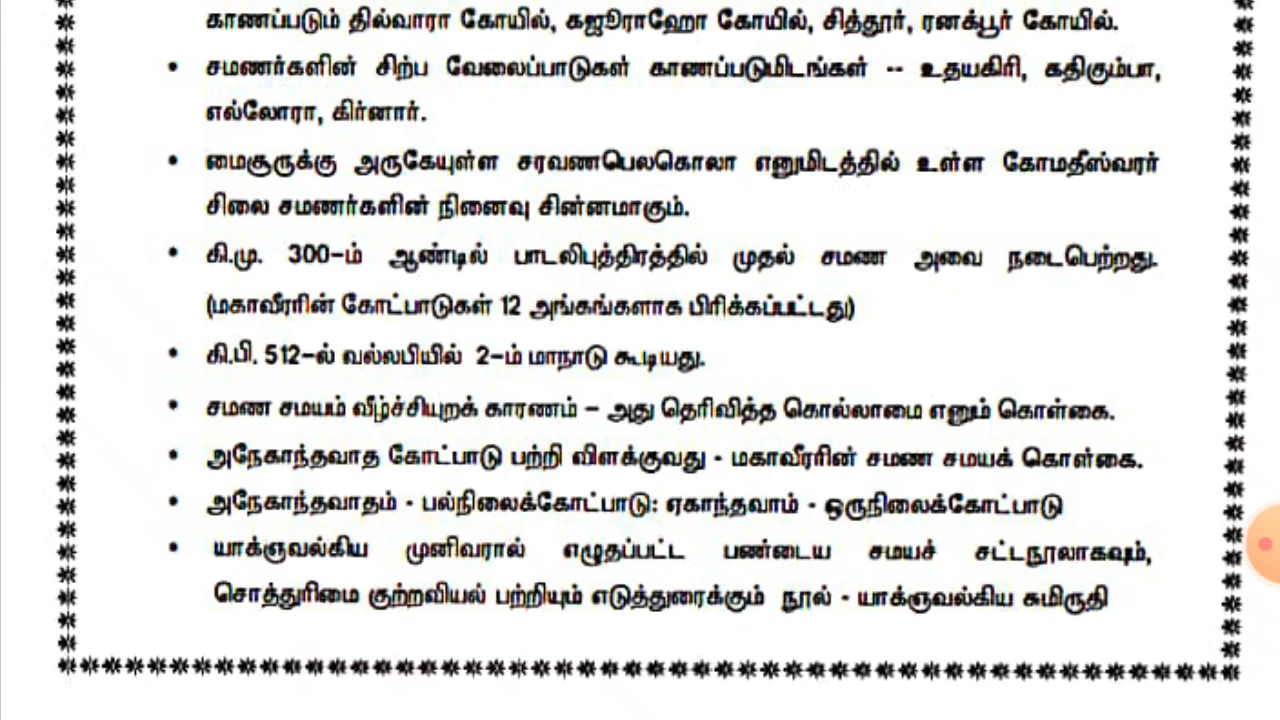 காணப்படும் தில்வாரா கோயில், கஜூராஹோ கோயில், சித்தூர், ரனக்பூர் கோயில்.
• சமணர்களின் சிற்ப வேலைப்பாடுகள் காணப்படுமிடங்கள் -- உதயகிரி, கதிகும்பா,
எல்லோரா, கிர்னார்.
• மைசூருக்கு அருகேயுள்ள சரவணபெலகொலா எனுமிடத்தில் உள்ள கோமதீஸ்வரர்
சிலை சமணர்களின் நினைவு சின்னமாகும்.
• கி.மு. 300-ம் ஆண்டில் பாடலிபுத்திரத்தில் முதல் சமண அவை நடைபெற்றது.
(மகாவீரரின் கோட்பாடுகள் 12 அங்கங்களாக பிரிக்கப்பட்டது)
• கி.பி. 512-ல் வல்லபியில் 2-ம் மாநாடு கூடியது.
• சமண சமயம் வீழ்ச்சியுறக் காரணம் – அது தெரிவித்த கொல்லாமை எனும் கொள்கை.
• அநேகாந்தவாத கோட்பாடு பற்றி விளக்குவது - மகாவீரரின் சமண சமயக் கொள்கை.
• அநேகாந்தவாதம் - பல்நிலைக்கோட்பாடு: ஏகாந்தவாம் - ஒருநிலைக்கோட்பாடு
• யாக்ஞவல்கிய முனிவரால் எழுதப்பட்ட பண்டைய சமயச் சட்டநூலாகவும்,
சொத்துரிமை குற்றவியல் பற்றியும் எடுத்துரைக்கும் நூல் - யாக்ஞவல்கிய சுமிருதி